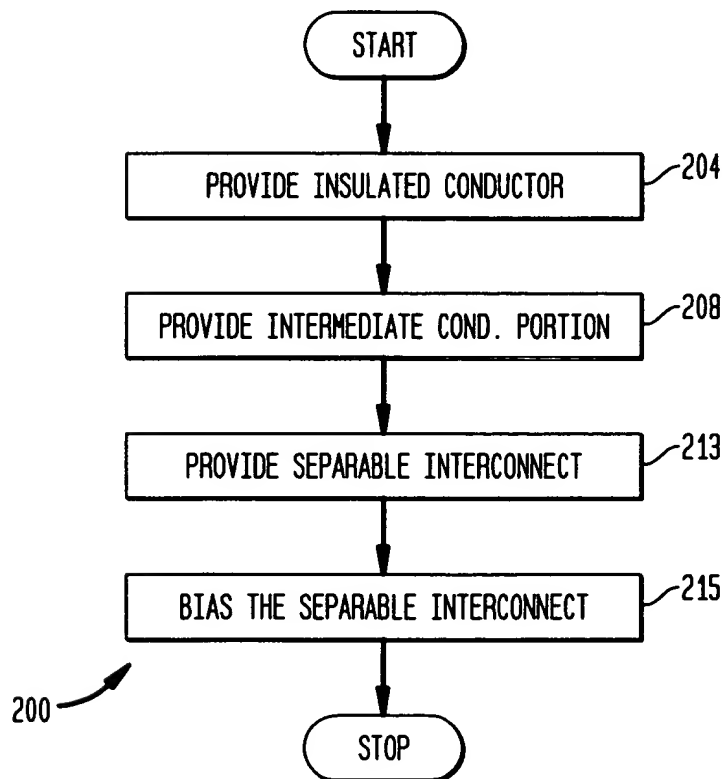 START
PROVIDE INSULATED CONDUCTOR
204
PROVIDE INTERMEDIATE COND. PORTION
208
PROVIDE SEPARABLE INTERCONNECT
213
BIAS THE SEPARABLE INTERCONNECT
215
200
STOP